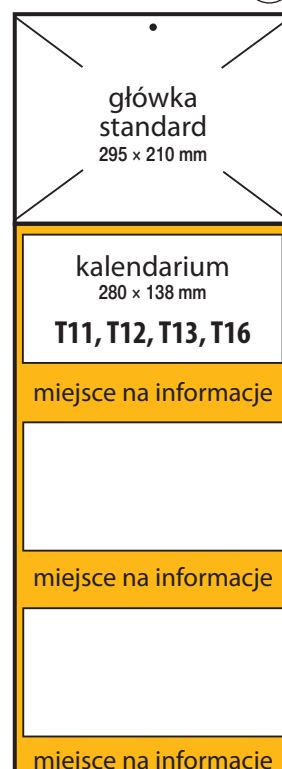 główka
standard
295 × 210 mm
kalendarium
280 × 138 mm
T11, T12, T13, T16
miejsce na informacje
miejsce na informacje
miejsce na informacje